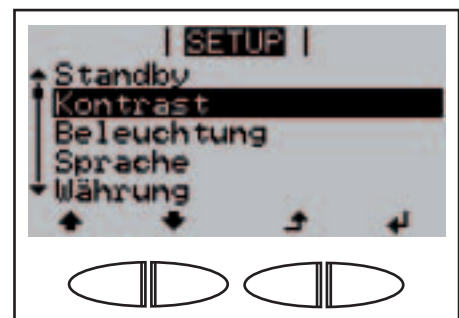 SETUP
Standby
Kontrast
Beleuchtung
Sprache
Währung